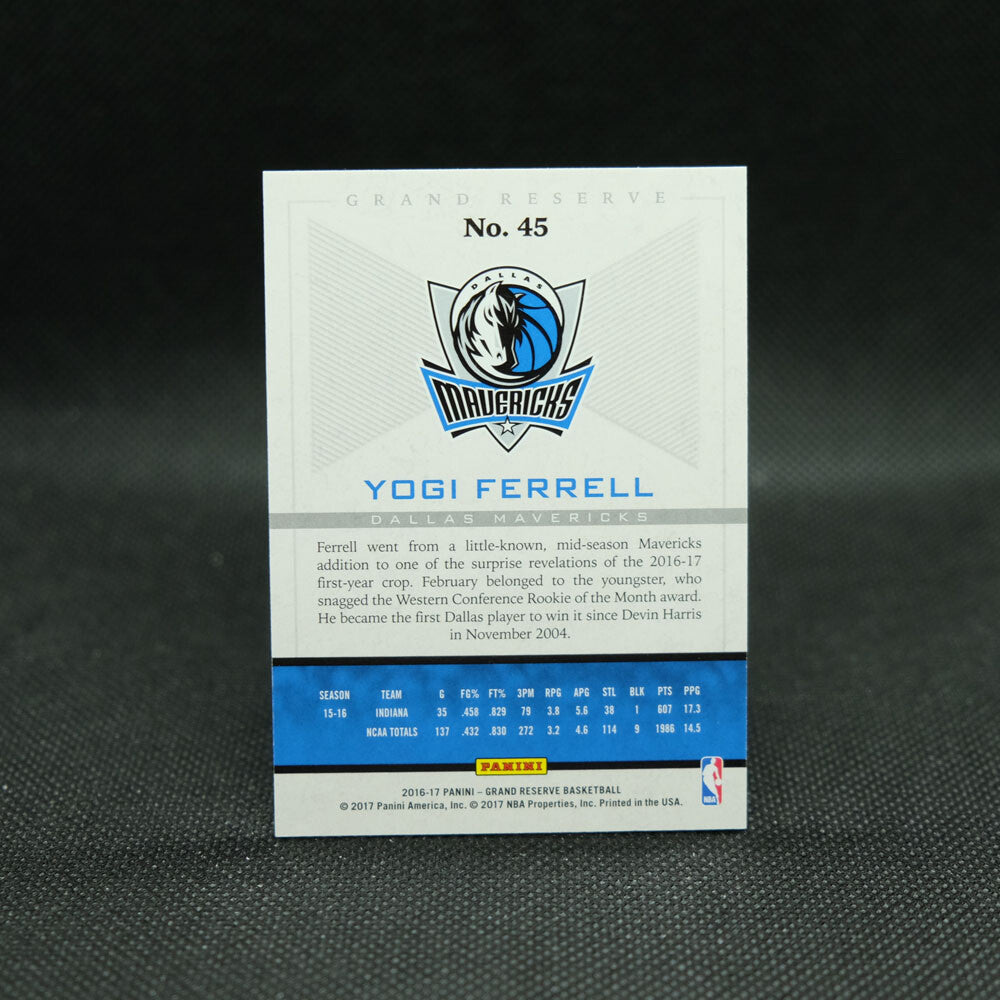 GRAND RESERVE
No. 45
DALLAS
MAVERICKS
YOGI FERRELL
DALLAS MAVERICKS
Ferrell went from a little-known, mid-season Mavericks
addition to one of the surprise revelations of the 2016-17
first-year crop. February belonged to the youngster, who
snagged the Western Conference Rookie of the Month award.
He became the first Dallas player to win it since Devin Harris
in November 2004.
SEASON TEAM G FG% FT% 3PM RPG APG STL BLK PTS PPG
15-16 INDIANA 35 .458 .829 79 3.8 5.6 38 1 607 17.3
NCAA TOTALS 137 .432 .830 272 3.2 4.6 114 9 1986 14.5
PANINI
2016-17 PANINI – GRAND RESERVE BASKETBALL
© 2017 Panini America, Inc. © 2017 NBA Properties, Inc. Printed in the USA.
NBA